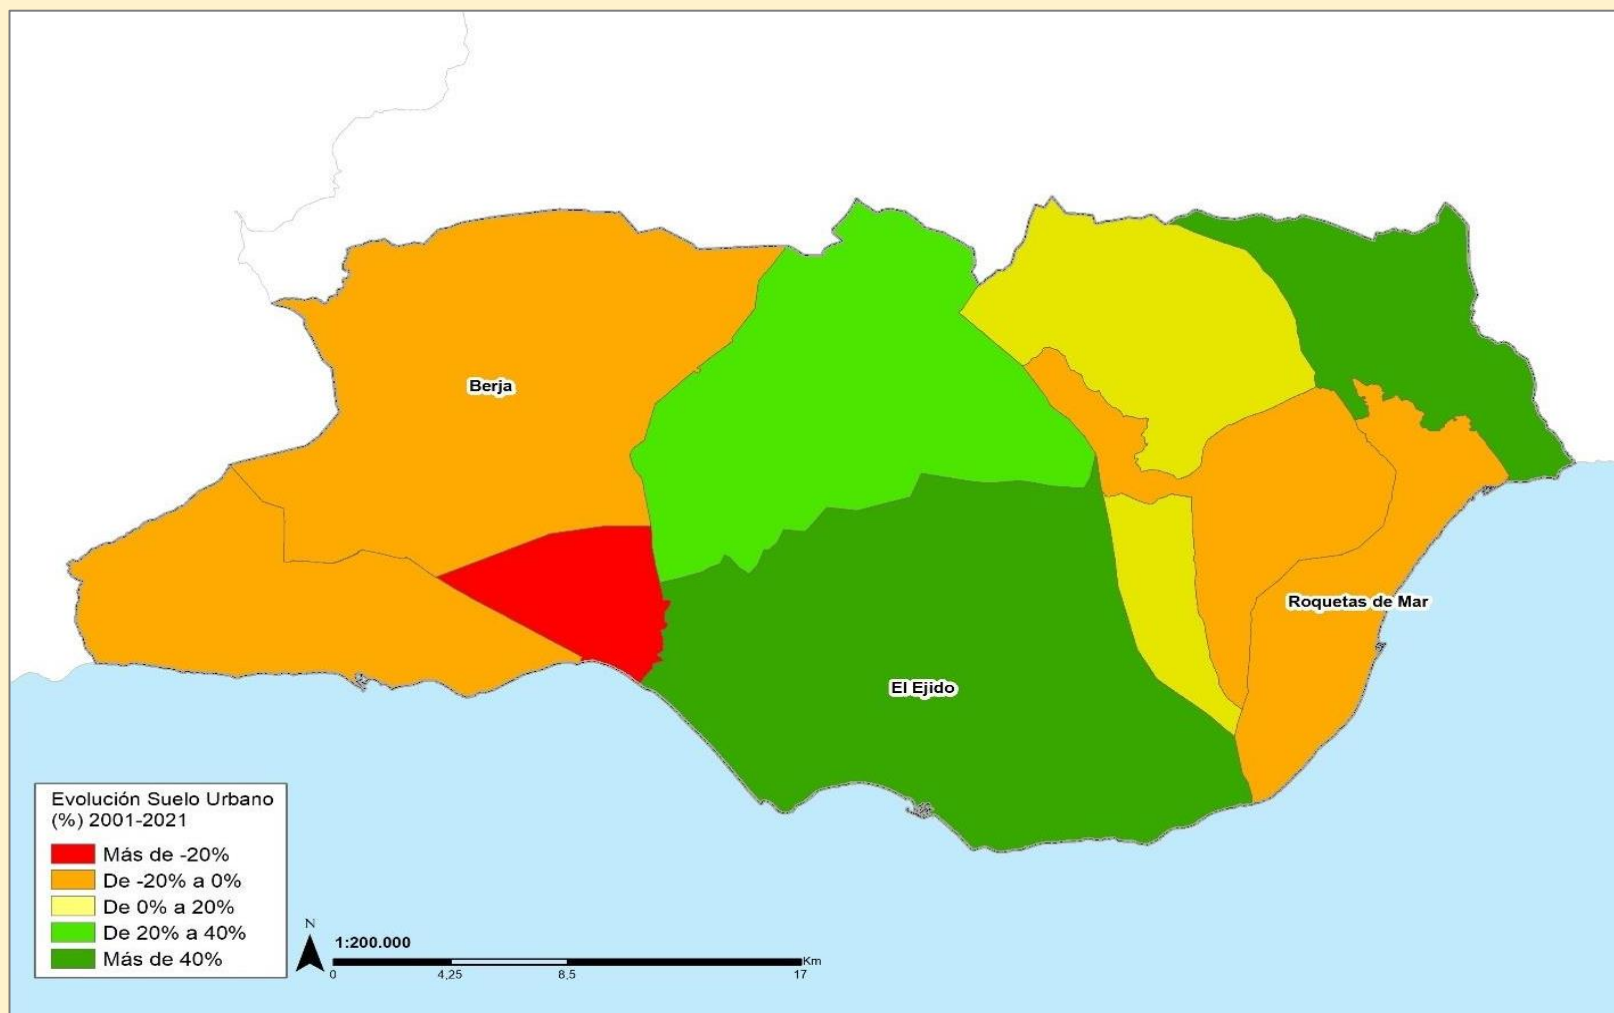 Berja
Roquetas de Mar
El Ejido
Evolución Suelo Urbano
(%) 2001-2021
Más de -20%
De -20% a 0%
De 0% a 20%
De 20% a 40%
Más de 40%
N
1:200.000
Km
0 4,25 8,5 17